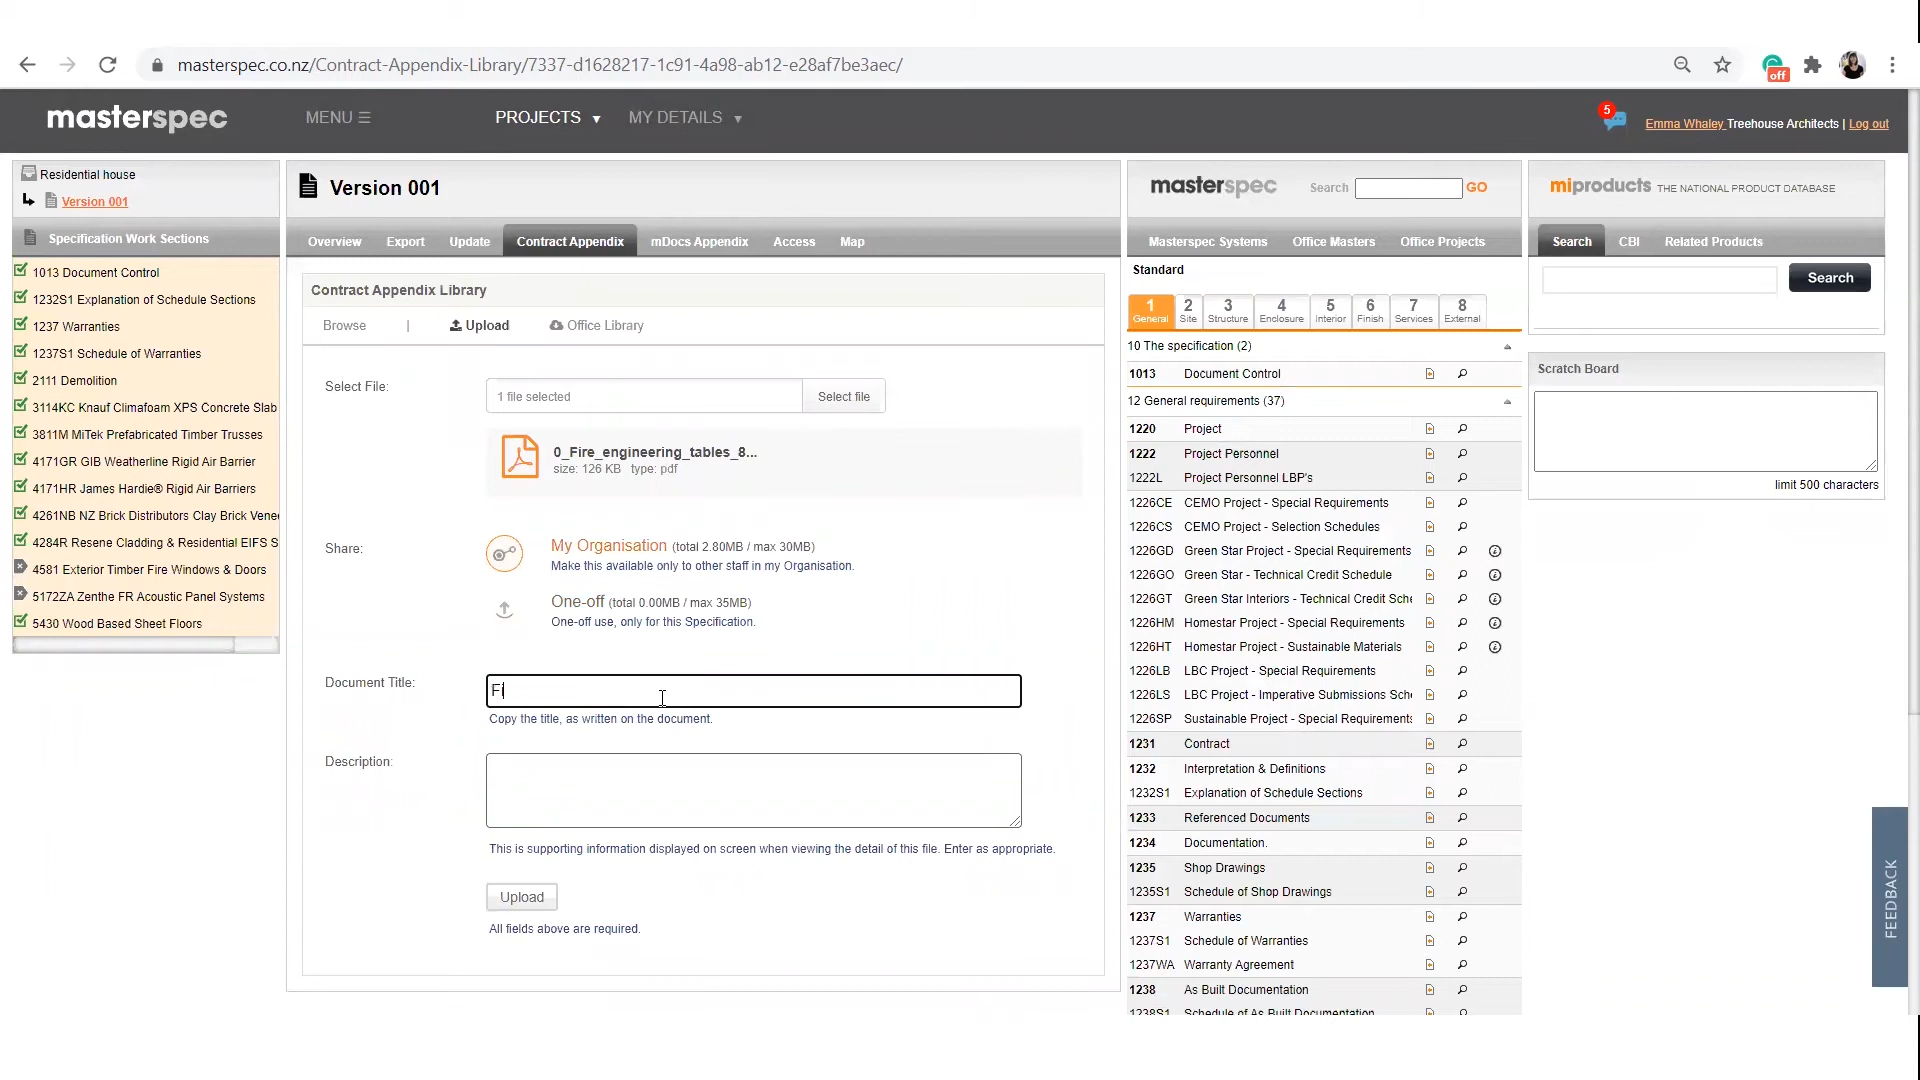 masterspec.co.nz/Contract-Appendix-Library/7337-d1628217-1c91-4a98-ab12-e28af7be3aec/
off
masterspec
MENU
PROJECTS
MY DETAILS
5
Emma Whaley Treehouse Architects | Log out
Residential house
Version 001
Specification Work Sections
1013 Document Control
1232S1 Explanation of Schedule Sections
1237 Warranties
1237S1 Schedule of Warranties
2111 Demolition
3114KC Knauf Climafoam XPS Concrete Slab
3811M MiTek Prefabricated Timber Trusses
4171GR GIB Weatherline Rigid Air Barrier
4171HR James Hardie® Rigid Air Barriers
4261NB NZ Brick Distributors Clay Brick Vene
4284R Resene Cladding & Residential EIFS S
4581 Exterior Timber Fire Windows & Doors
5172ZA Zenthe FR Acoustic Panel Systems
5430 Wood Based Sheet Floors
Version 001
Overview
Export
Update
Contract Appendix
mDocs Appendix
Access
Map
Contract Appendix Library
Browse | Upload
Office Library
Select File:
1 file selected
Select file
0_Fire_engineering_tables_8...
size: 126 KB type: pdf
Share:
My Organisation (total 2.80MB / max 30MB)
Make this available only to other staff in my Organisation.
One-off (total 0.00MB / max 35MB)
One-off use, only for this Specification.
Document Title:
Fi
Copy the title, as written on the document.
Description:
This is supporting information displayed on screen when viewing the detail of this file. Enter as appropriate.
Upload
All fields above are required.
masterspec
Search
GO
Masterspec Systems
Office Masters
Office Projects
Standard
1 General
2 Site
3 Structure
4 Enclosure
5 Interior
6 Finish
7 Services
8 External
10 The specification (2)
1013 Document Control
12 General requirements (37)
1220 Project
1222 Project Personnel
1222L Project Personnel LBP's
1226CE CEMO Project - Special Requirements
1226CS CEMO Project - Selection Schedules
1226GD Green Star Project - Special Requirements
1226GO Green Star - Technical Credit Schedule
1226GT Green Star Interiors - Technical Credit Sche
1226HM Homestar Project - Special Requirements
1226HT Homestar Project - Sustainable Materials
1226LB LBC Project - Special Requirements
1226LS LBC Project - Imperative Submissions Sche
1226SP Sustainable Project - Special Requirements
1231 Contract
1232 Interpretation & Definitions
1232S1 Explanation of Schedule Sections
1233 Referenced Documents
1234 Documentation.
1235 Shop Drawings
1235S1 Schedule of Shop Drawings
1237 Warranties
1237S1 Schedule of Warranties
1237WA Warranty Agreement
1238 As Built Documentation
1238S1 Schedule of As Built Documentation
miproducts THE NATIONAL PRODUCT DATABASE
Search
CBI
Related Products
Search
Scratch Board
limit 500 characters
FEEDBACK